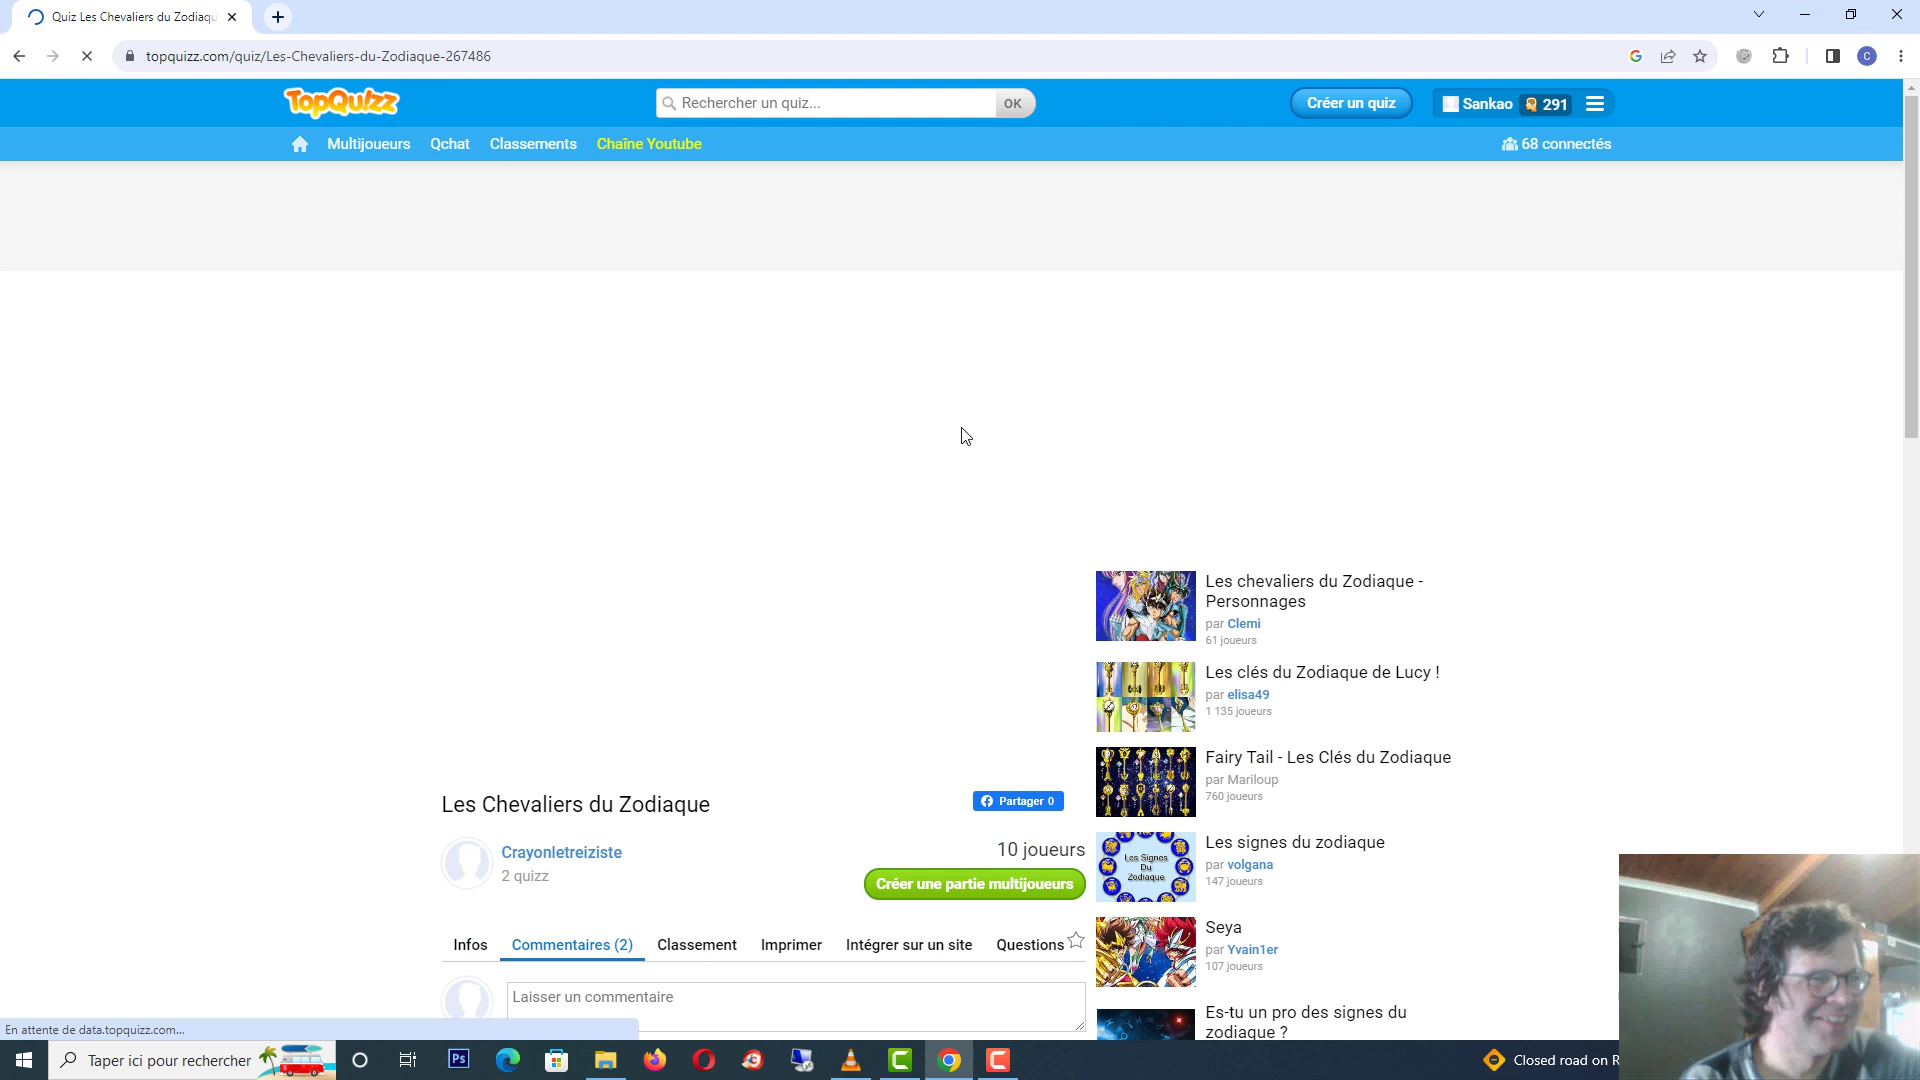 Quiz Les Chevaliers du Zodiaqu
topquizz.com/quiz/Les-Chevaliers-du-Zodiaque-267486
C
TopQuizz
Rechercher un quiz...
OK
Créer un quiz
Sankao
291
Multijoueurs
Qchat
Classements
Chaîne Youtube
68 connectés
Les chevaliers du Zodiaque -
Personnages
par Clemi
61 joueurs
Les clés du Zodiaque de Lucy !
par elisa49
1 135 joueurs
Fairy Tail - Les Clés du Zodiaque
par Mariloup
760 joueurs
Les Chevaliers du Zodiaque
Partager 0
Crayonletreiziste
2 quizz
10 joueurs
Créer une partie multijoueurs
Les Signes
Du
Zodiaque
Les signes du zodiaque
par volgana
147 joueurs
Seya
par Yvain1er
107 joueurs
Infos
Commentaires (2)
Classement
Imprimer
Intégrer sur un site
Questions
Laisser un commentaire
Es-tu un pro des signes du
zodiaque ?
En attente de data.topquizz.com...
Taper ici pour rechercher
Ps
Closed road on R